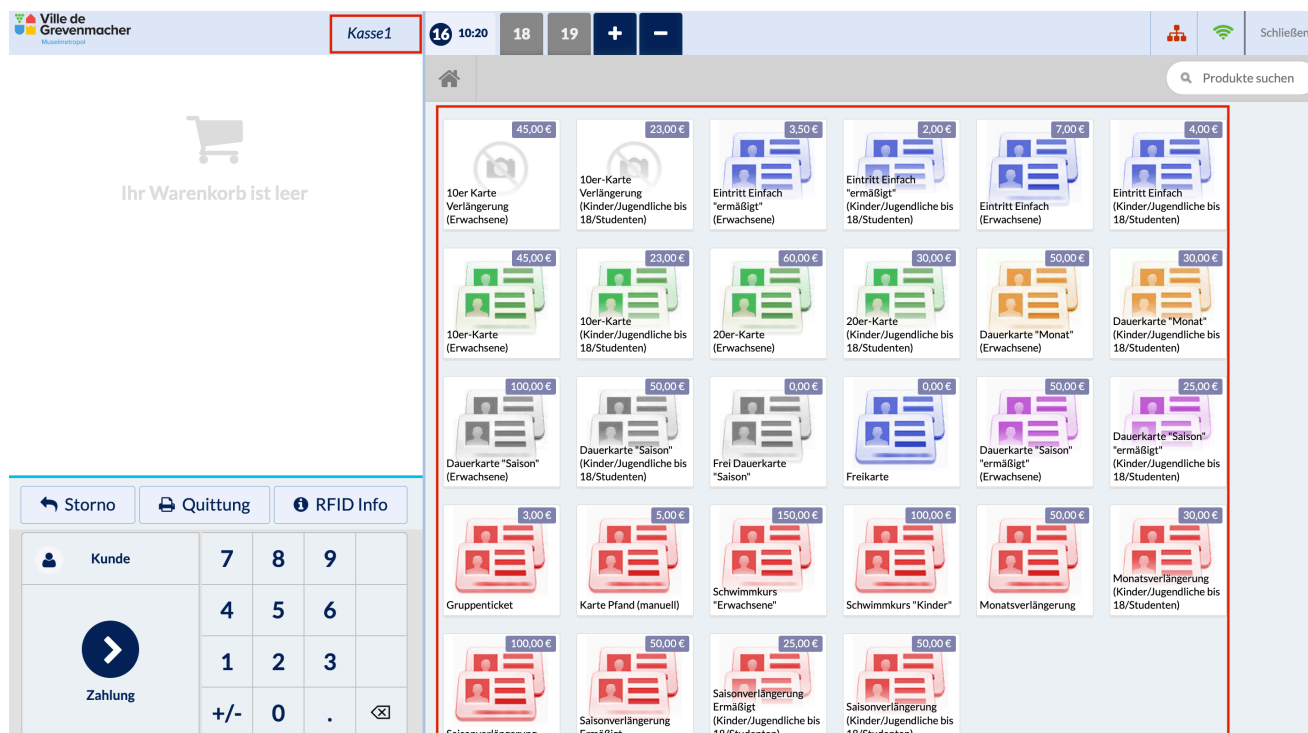 Ville de
Grevenmacher
Muselmetropol
Kasse1
16 10:20 18 19 + −
Schließen
Produkte suchen
Ihr Warenkorb ist leer
45,00 €
10er Karte
Verlängerung
(Erwachsene)
23,00 €
10er-Karte
Verlängerung
(Kinder/Jugendliche bis
18/Studenten)
3,50 €
Eintritt Einfach
"ermäßigt"
(Erwachsene)
2,00 €
Eintritt Einfach
"ermäßigt"
(Kinder/Jugendliche bis
18/Studenten)
7,00 €
Eintritt Einfach
(Erwachsene)
4,00 €
Eintritt Einfach
(Kinder/Jugendliche bis
18/Studenten)
45,00 €
10er-Karte
(Erwachsene)
23,00 €
10er-Karte
(Kinder/Jugendliche bis
18/Studenten)
60,00 €
20er-Karte
(Erwachsene)
30,00 €
20er-Karte
(Kinder/Jugendliche bis
18/Studenten)
50,00 €
Dauerkarte "Monat"
(Erwachsene)
30,00 €
Dauerkarte "Monat"
(Kinder/Jugendliche bis
18/Studenten)
100,00 €
Dauerkarte "Saison"
(Erwachsene)
50,00 €
Dauerkarte "Saison"
(Kinder/Jugendliche bis
18/Studenten)
0,00 €
Frei Dauerkarte
"Saison"
0,00 €
Freikarte
50,00 €
Dauerkarte "Saison"
"ermäßigt"
(Erwachsene)
25,00 €
Dauerkarte "Saison"
"ermäßigt"
(Kinder/Jugendliche bis
18/Studenten)
3,00 €
Gruppenticket
5,00 €
Karte Pfand (manuell)
150,00 €
Schwimmkurs
"Erwachsene"
100,00 €
Schwimmkurs "Kinder"
50,00 €
Monatsverlängerung
30,00 €
Monatsverlängerung
(Kinder/Jugendliche bis
18/Studenten)
100,00 €
Saisonverlängerung
50,00 €
Saisonverlängerung
Ermäßigt
25,00 €
Saisonverlängerung
Ermäßigt
(Kinder/Jugendliche bis
18/Studenten)
50,00 €
Saisonverlängerung
(Kinder/Jugendliche bis
18/Studenten)
Storno
Quittung
RFID Info
Kunde
7 8 9
4 5 6
1 2 3
Zahlung
+/- 0 .